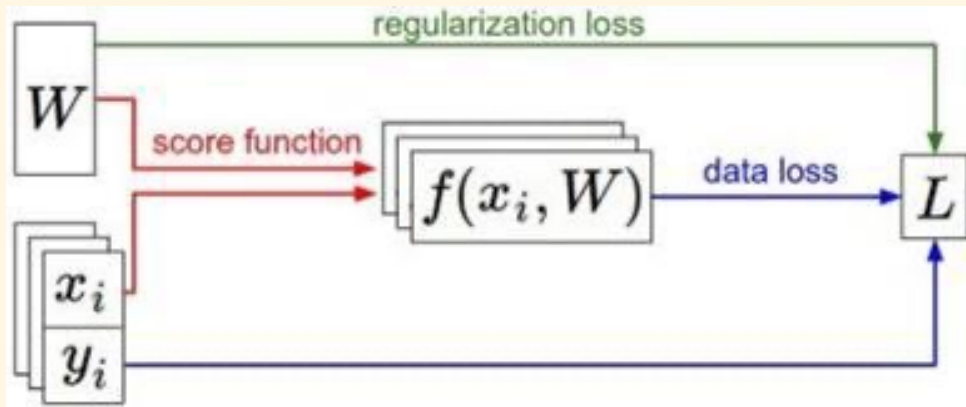 regularization loss
W
score function
f(x_i, W)
data loss
L
x_i
y_i